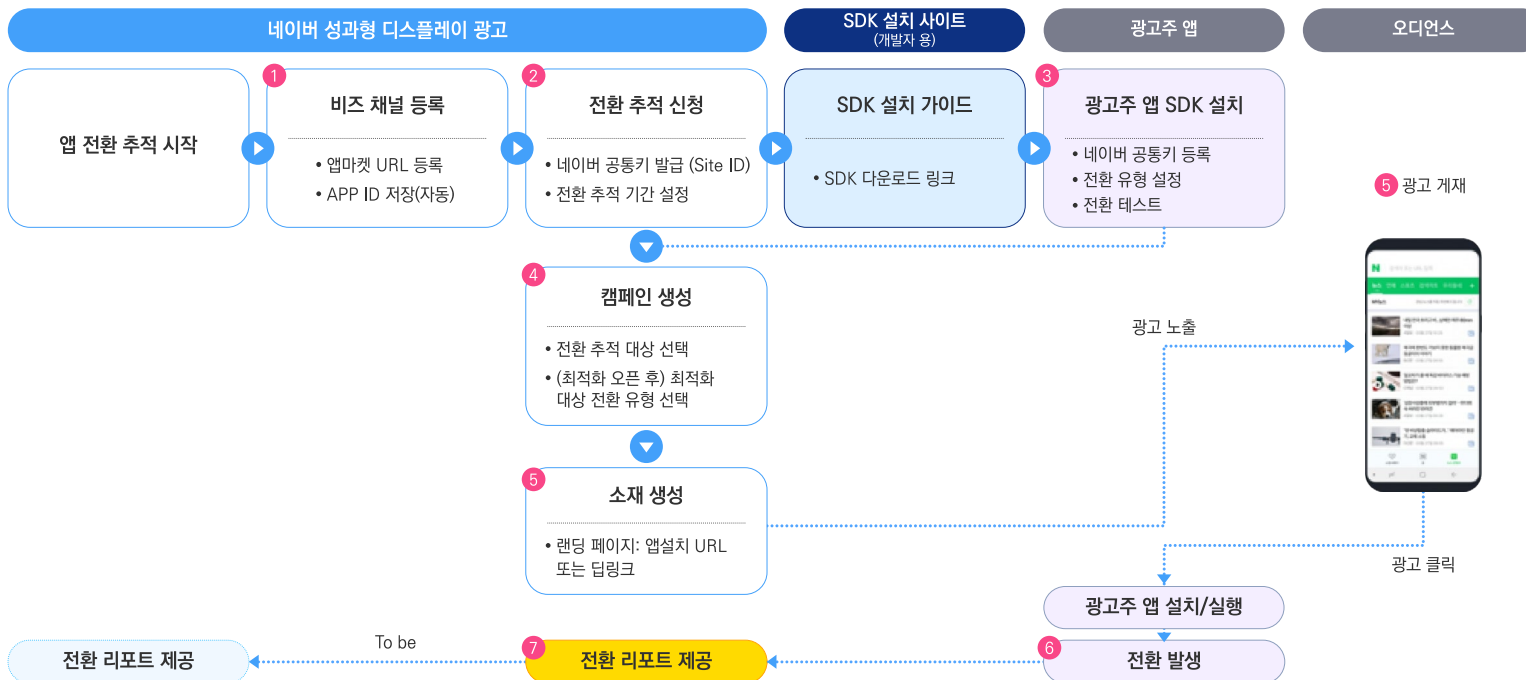 네이버 성과형 디스플레이 광고
SDK 설치 사이트
(개발자 용)
광고주 앱
오디언스
앱 전환 추적 시작
1
비즈 채널 등록
• 앱마켓 URL 등록
• APP ID 저장(자동)
2
전환 추적 신청
• 네이버 공통키 발급 (Site ID)
• 전환 추적 기간 설정
SDK 설치 가이드
• SDK 다운로드 링크
3
광고주 앱 SDK 설치
• 네이버 공통키 등록
• 전환 유형 설정
• 전환 테스트
5 광고 게재
4
캠페인 생성
• 전환 추적 대상 선택
• (최적화 오픈 후) 최적화
대상 전환 유형 선택
광고 노출
N
5
소재 생성
• 랜딩 페이지: 앱설치 URL
또는 딥링크
광고 클릭
광고주 앱 설치/실행
6
전환 발생
7
전환 리포트 제공
To be
전환 리포트 제공